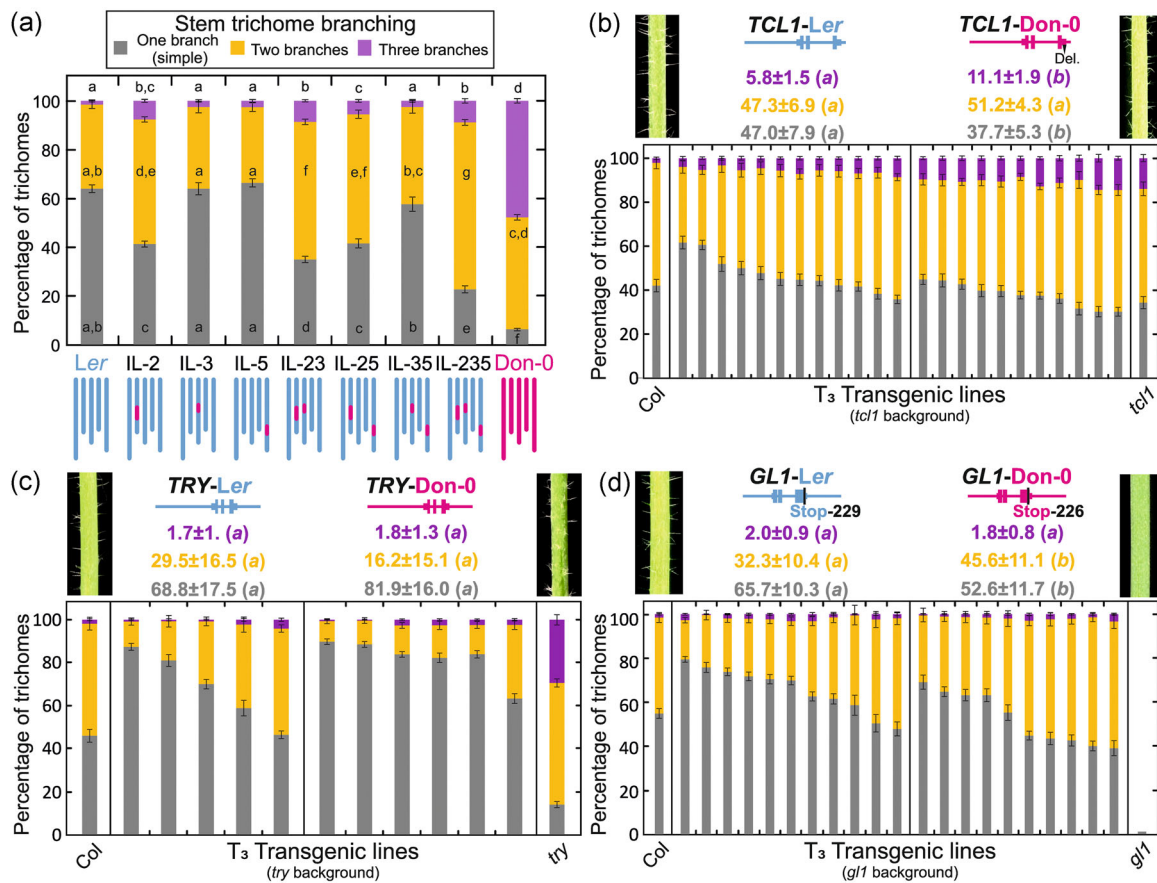 (a)
Stem trichome branching
One branch (simple) Two branches Three branches
a b,c a a b c a b d
a,b d,e a a f e,f b,c g c,d
a,b c a a d c b e f
Percentage of trichomes
100
80
60
40
20
0
Ler IL-2 IL-3 IL-5 IL-23 IL-25 IL-35 IL-235 Don-0
(b)
TCL1-Ler TCL1-Don-0
Del.
5.8±1.5 (a) 11.1±1.9 (b)
47.3±6.9 (a) 51.2±4.3 (a)
47.0±7.9 (a) 37.7±5.3 (b)
Percentage of trichomes
100
80
60
40
20
0
Col T₃ Transgenic lines tcl1
(tcl1 background)
(c)
TRY-Ler TRY-Don-0
1.7±1. (a) 1.8±1.3 (a)
29.5±16.5 (a) 16.2±15.1 (a)
68.8±17.5 (a) 81.9±16.0 (a)
Percentage of trichomes
100
80
60
40
20
0
Col T₃ Transgenic lines try
(try background)
(d)
GL1-Ler GL1-Don-0
Stop-229 Stop-226
2.0±0.9 (a) 1.8±0.8 (a)
32.3±10.4 (a) 45.6±11.1 (b)
65.7±10.3 (a) 52.6±11.7 (b)
Percentage of trichomes
100
80
60
40
20
0
Col T₃ Transgenic lines gl1
(gl1 background)